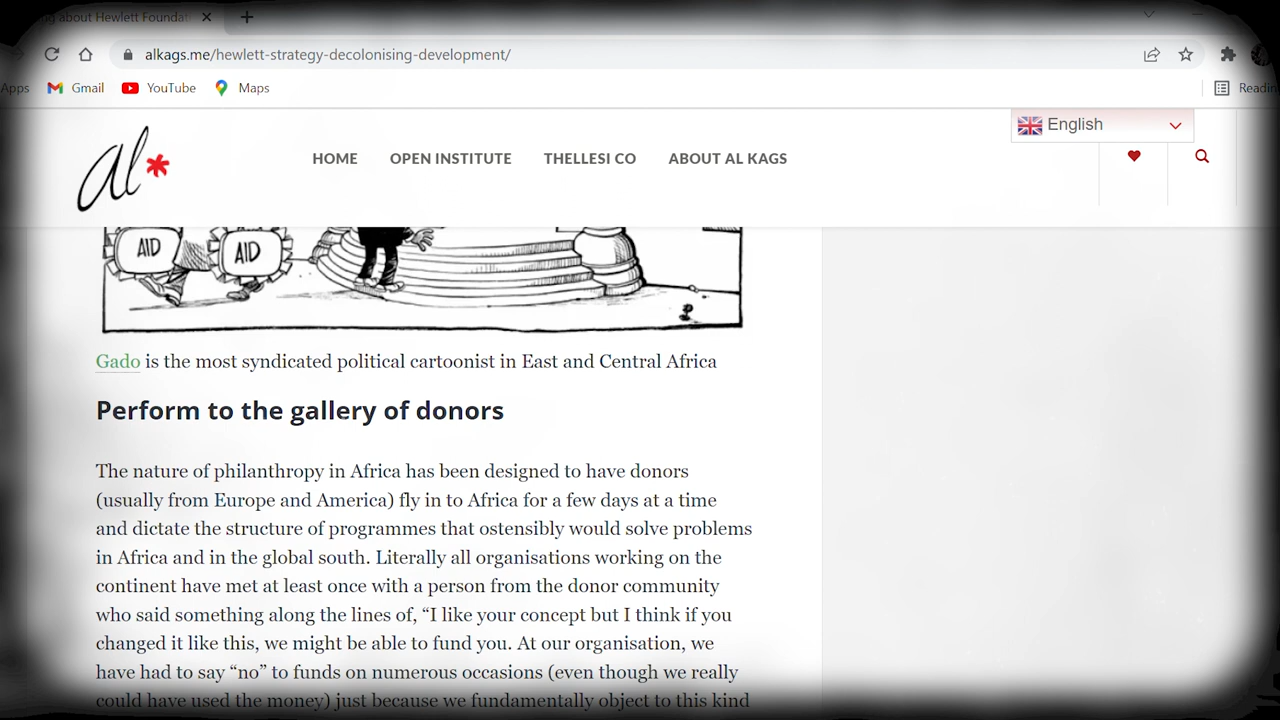 about Hewlett Foundat
alkags.me/hewlett-strategy-decolonising-development/
Apps Gmail YouTube Maps
English
al*
HOME OPEN INSTITUTE THELLESI CO ABOUT AL KAGS
AID AID
Gado is the most syndicated political cartoonist in East and Central Africa
Perform to the gallery of donors
The nature of philanthropy in Africa has been designed to have donors
(usually from Europe and America) fly in to Africa for a few days at a time
and dictate the structure of programmes that ostensibly would solve problems
in Africa and in the global south. Literally all organisations working on the
continent have met at least once with a person from the donor community
who said something along the lines of, “I like your concept but I think if you
changed it like this, we might be able to fund you. At our organisation, we
have had to say “no” to funds on numerous occasions (even though we really
could have used the money) just because we fundamentally object to this kind